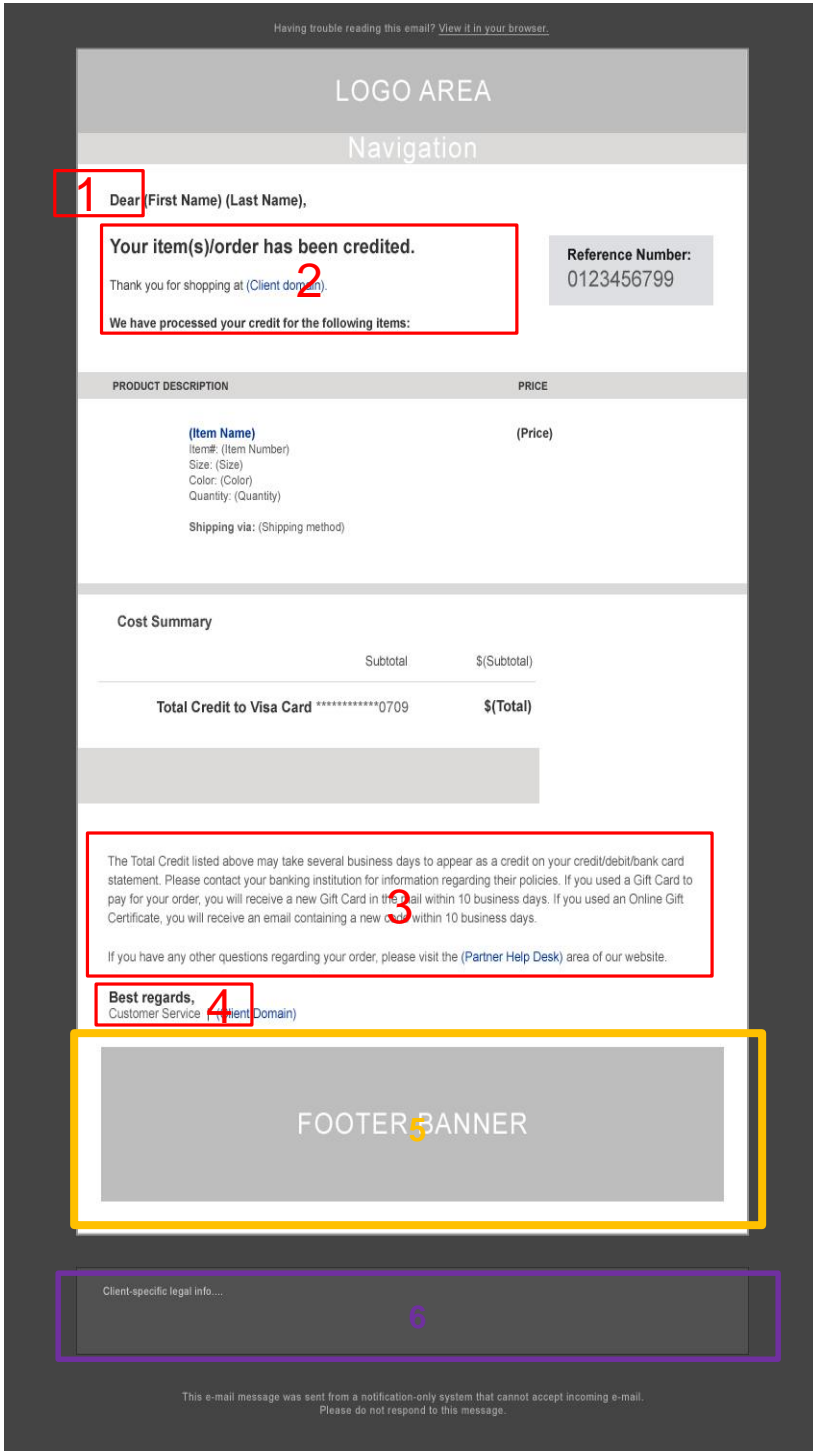 Having trouble reading this email? View it in your browser.
LOGO AREA
Navigation
1
Dear (First Name) (Last Name),
Your item(s)/order has been credited.
Reference Number:
0123456799
2
Thank you for shopping at (Client domain).
We have processed your credit for the following items:
PRODUCT DESCRIPTION PRICE
(Item Name) (Price)
Item#: (Item Number)
Size: (Size)
Color: (Color)
Quantity: (Quantity)
Shipping via: (Shipping method)
Cost Summary
Subtotal $(Subtotal)
Total Credit to Visa Card ************0709 $(Total)
The Total Credit listed above may take several business days to appear as a credit on your credit/debit/bank card
statement. Please contact your banking institution for information regarding their policies. If you used a Gift Card to
pay for your order, you will receive a new Gift Card in the mail within 10 business days. If you used an Online Gift
3
Certificate, you will receive an email containing a new code within 10 business days.
If you have any other questions regarding your order, please visit the (Partner Help Desk) area of our website.
Best regards,
4
Customer Service | (Client Domain)
FOOTER BANNER
5
Client-specific legal info....
6
This e-mail message was sent from a notification-only system that cannot accept incoming e-mail.
Please do not respond to this message.